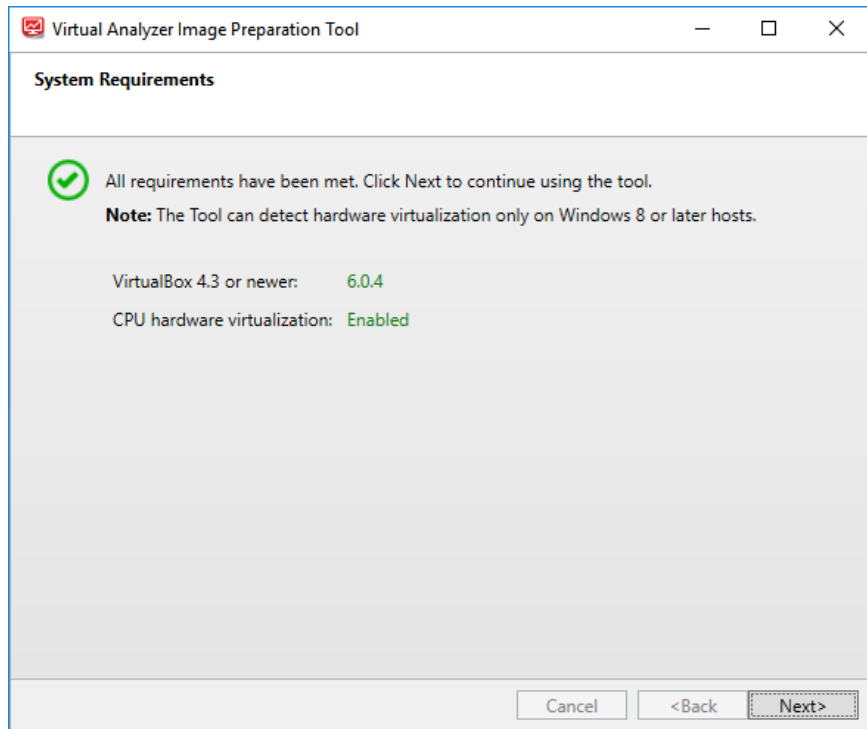 Virtual Analyzer Image Preparation Tool
System Requirements
All requirements have been met. Click Next to continue using the tool.
Note: The Tool can detect hardware virtualization only on Windows 8 or later hosts.
VirtualBox 4.3 or newer: 6.0.4
CPU hardware virtualization: Enabled
Cancel <Back Next>